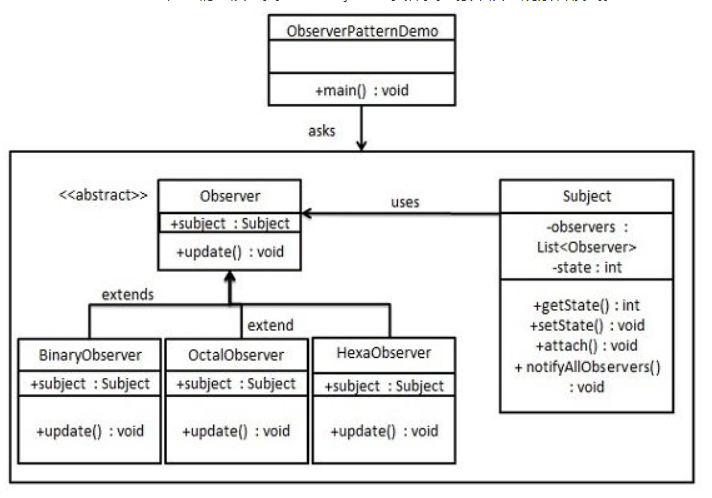 ObserverPatternDemo
+main() : void
asks
<<abstract>>
Observer
+subject : Subject
+update() : void
uses
Subject
-observers :
List<Observer>
-state : int
+getState() : int
+setState() : void
+attach() : void
+ notifyAllObservers()
: void
extends
extend
BinaryObserver
+subject : Subject
+update() : void
OctalObserver
+subject : Subject
+update() : void
HexaObserver
+subject : Subject
+update() : void